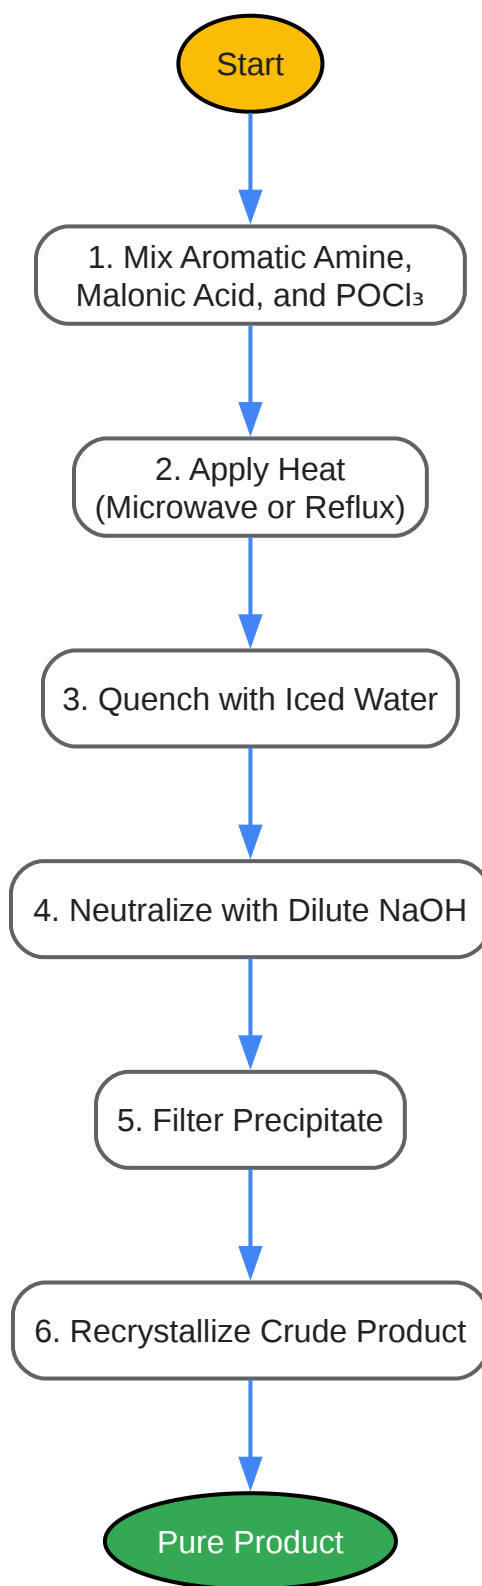 Start
1. Mix Aromatic Amine,
Malonic Acid, and POCl₃
2. Apply Heat
(Microwave or Reflux)
3. Quench with Iced Water
4. Neutralize with Dilute NaOH
5. Filter Precipitate
6. Recrystallize Crude Product
Pure Product